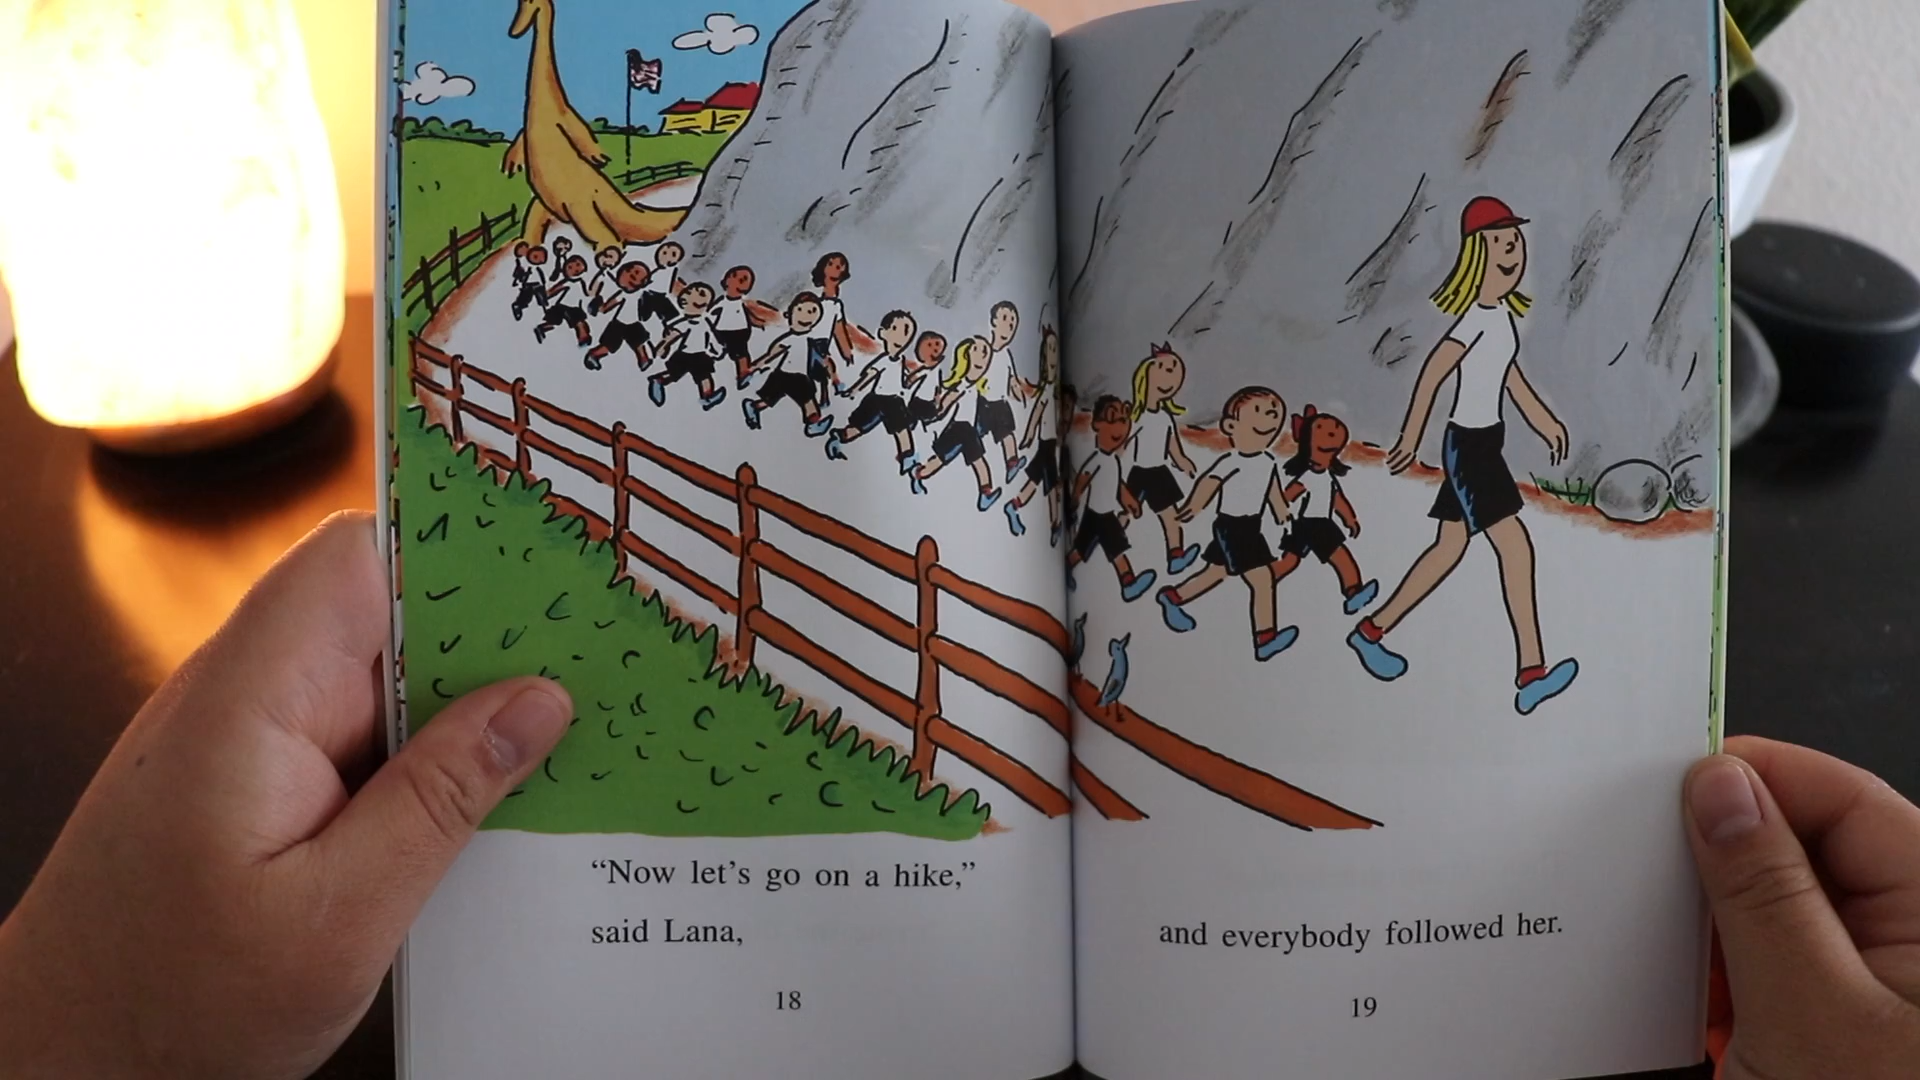 “Now let’s go on a hike,”
said Lana,
18
and everybody followed her.
19